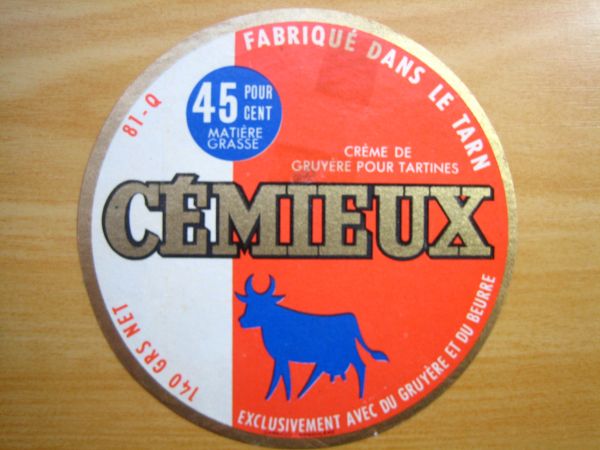 FABRIQUÉ DANS LE TARN
81-Q
45 POUR CENT
MATIÈRE
GRASSE
CRÈME DE
GRUYÈRE POUR TARTINES
CÉMIEUX
140 GRS NET
EXCLUSIVEMENT AVEC DU GRUYÈRE ET DU BEURRE